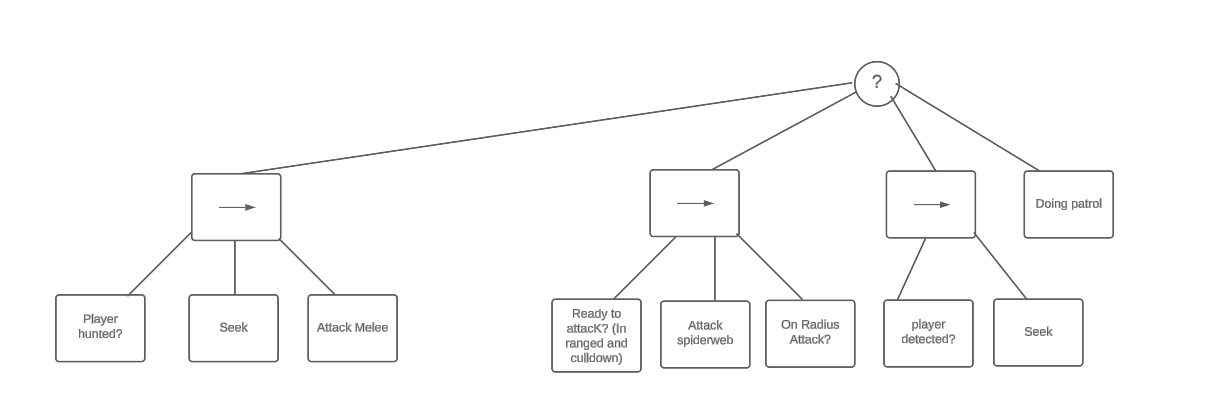 ?
Doing patrol
Player
hunted?
Seek
Attack Melee
Ready to
attacK? (In
ranged and
culldown)
Attack
spiderweb
On Radius
Attack?
player
detected?
Seek